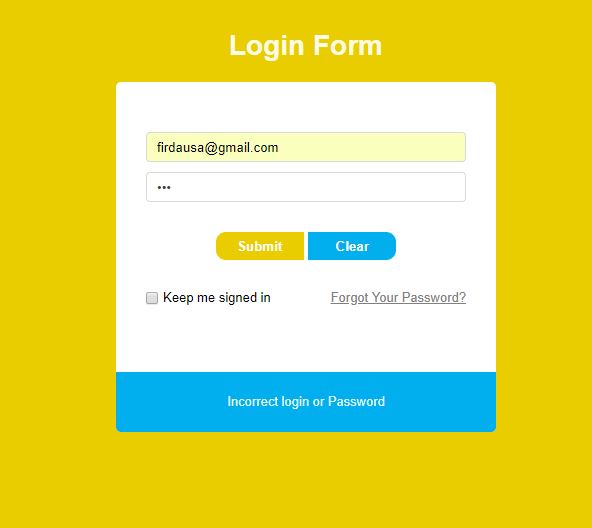 Login Form
firdausa@gmail.com
•••
Submit Clear
Keep me signed in Forgot Your Password?
Incorrect login or Password